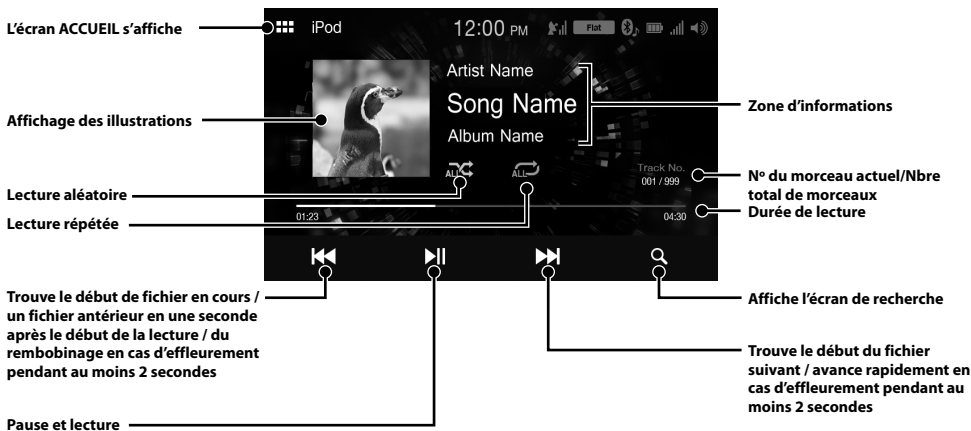 L'écran ACCUEIL s'affiche
iPod
12:00 PM
Flat
Artist Name
Song Name
Album Name
Zone d'informations
Affichage des illustrations
ALL
ALL
Track No.
001 / 999
Nº du morceau actuel/Nbre
total de morceaux
Lecture aléatoire
Durée de lecture
Lecture répétée
01:23
04:30
Trouve le début de fichier en cours /
un fichier antérieur en une seconde
après le début de la lecture / du
rembobinage en cas d'effleurement
pendant au moins 2 secondes
Affiche l'écran de recherche
Trouve le début du fichier
suivant / avance rapidement en
cas d'effleurement pendant au
moins 2 secondes
Pause et lecture